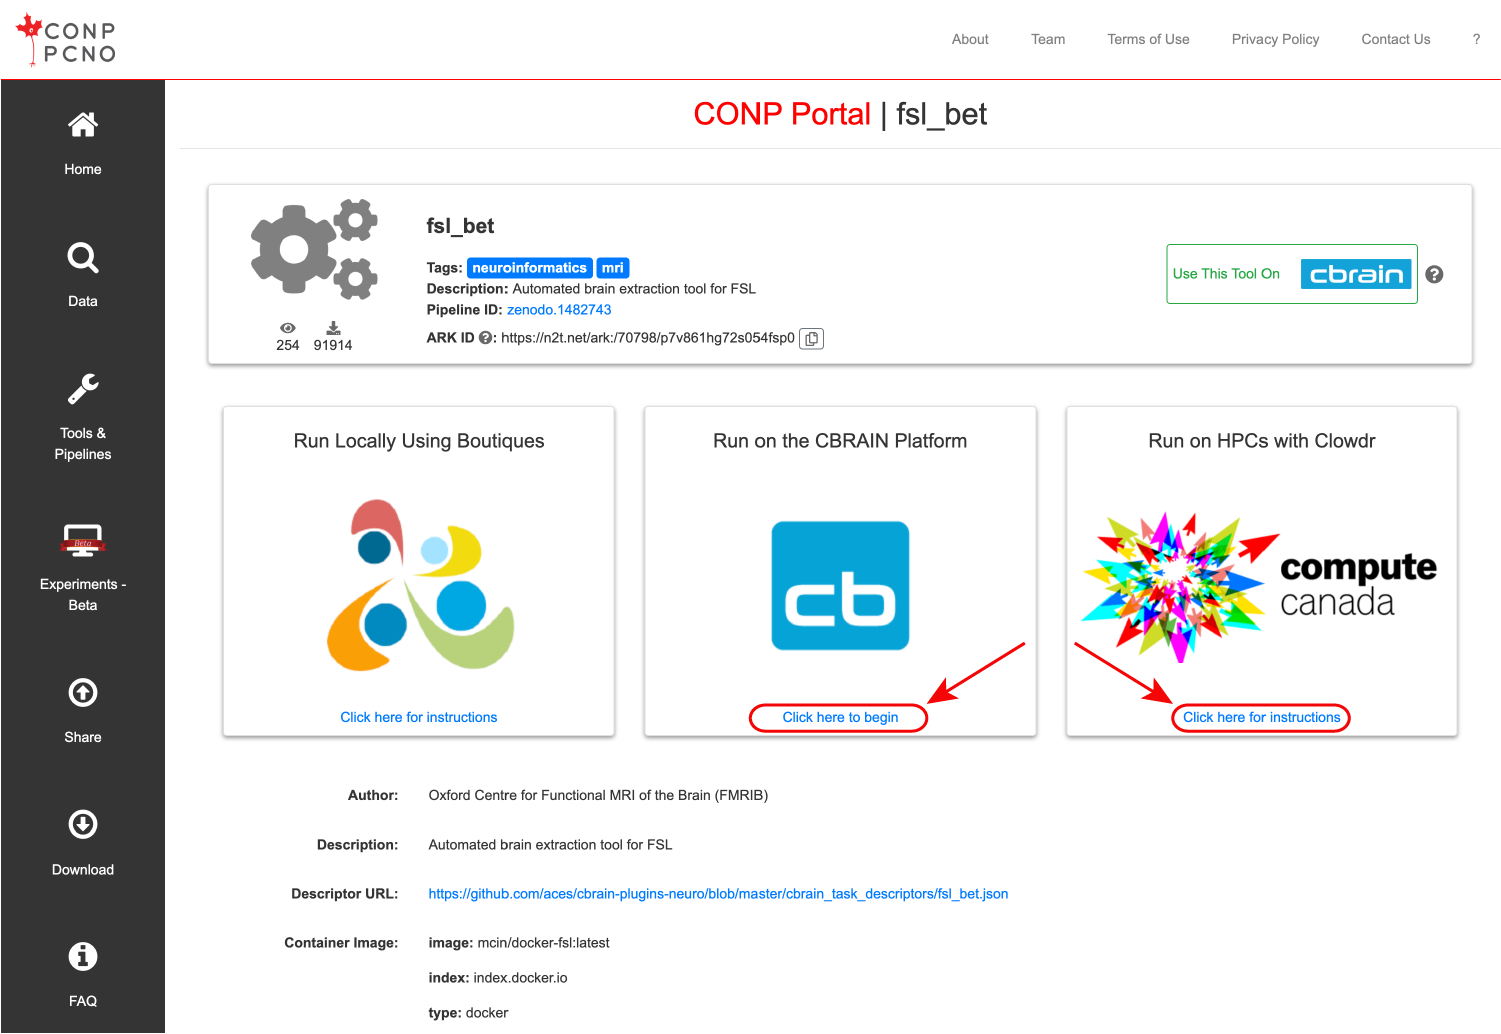 CONP
PCNO
About Team Terms of Use Privacy Policy Contact Us ?
Home
Data
Tools &
Pipelines
Beta
Experiments -
Beta
Share
Download
FAQ
CONP Portal | fsl_bet
fsl_bet
Tags: neuroinformatics mri
Description: Automated brain extraction tool for FSL
Pipeline ID: zenodo.1482743
ARK ID ?: https://n2t.net/ark:/70798/p7v861hg72s054fsp0
254 91914
Use This Tool On cbrain ?
Run Locally Using Boutiques
Click here for instructions
Run on the CBRAIN Platform
cb
Click here to begin
Run on HPCs with Clowdr
compute
canada
Click here for instructions
Author: Oxford Centre for Functional MRI of the Brain (FMRIB)
Description: Automated brain extraction tool for FSL
Descriptor URL: https://github.com/aces/cbrain-plugins-neuro/blob/master/cbrain_task_descriptors/fsl_bet.json
Container Image: image: mcin/docker-fsl:latest
index: index.docker.io
type: docker